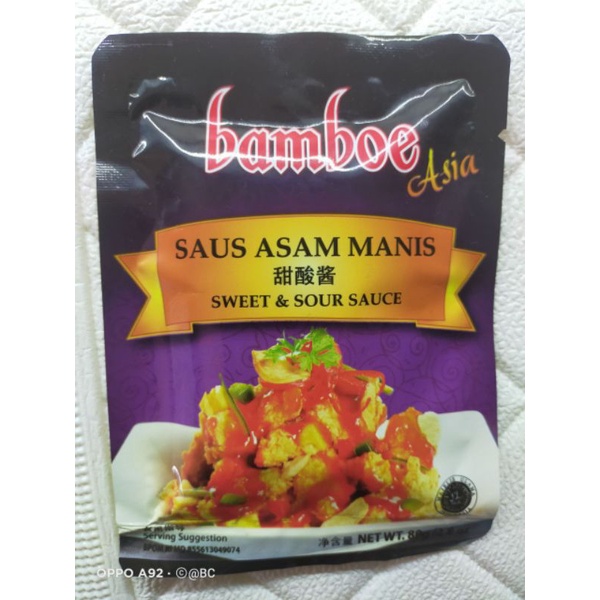 bamboe
Asia
SAUS ASAM MANIS
甜酸酱
SWEET & SOUR SAUCE
Serving Suggestion
净含量 NET WT.
OPPO A92 · ©@BC